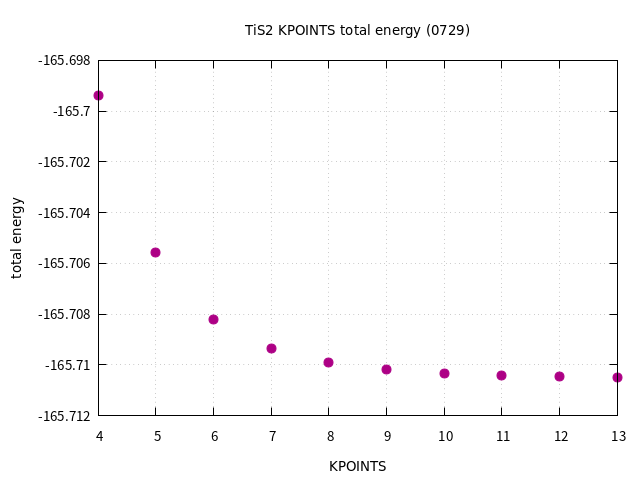 TiS2 KPOINTS total energy (0729)
-165.698
-165.7
-165.702
-165.704
-165.706
-165.708
-165.71
-165.712
total energy
4 5 6 7 8 9 10 11 12 13
KPOINTS